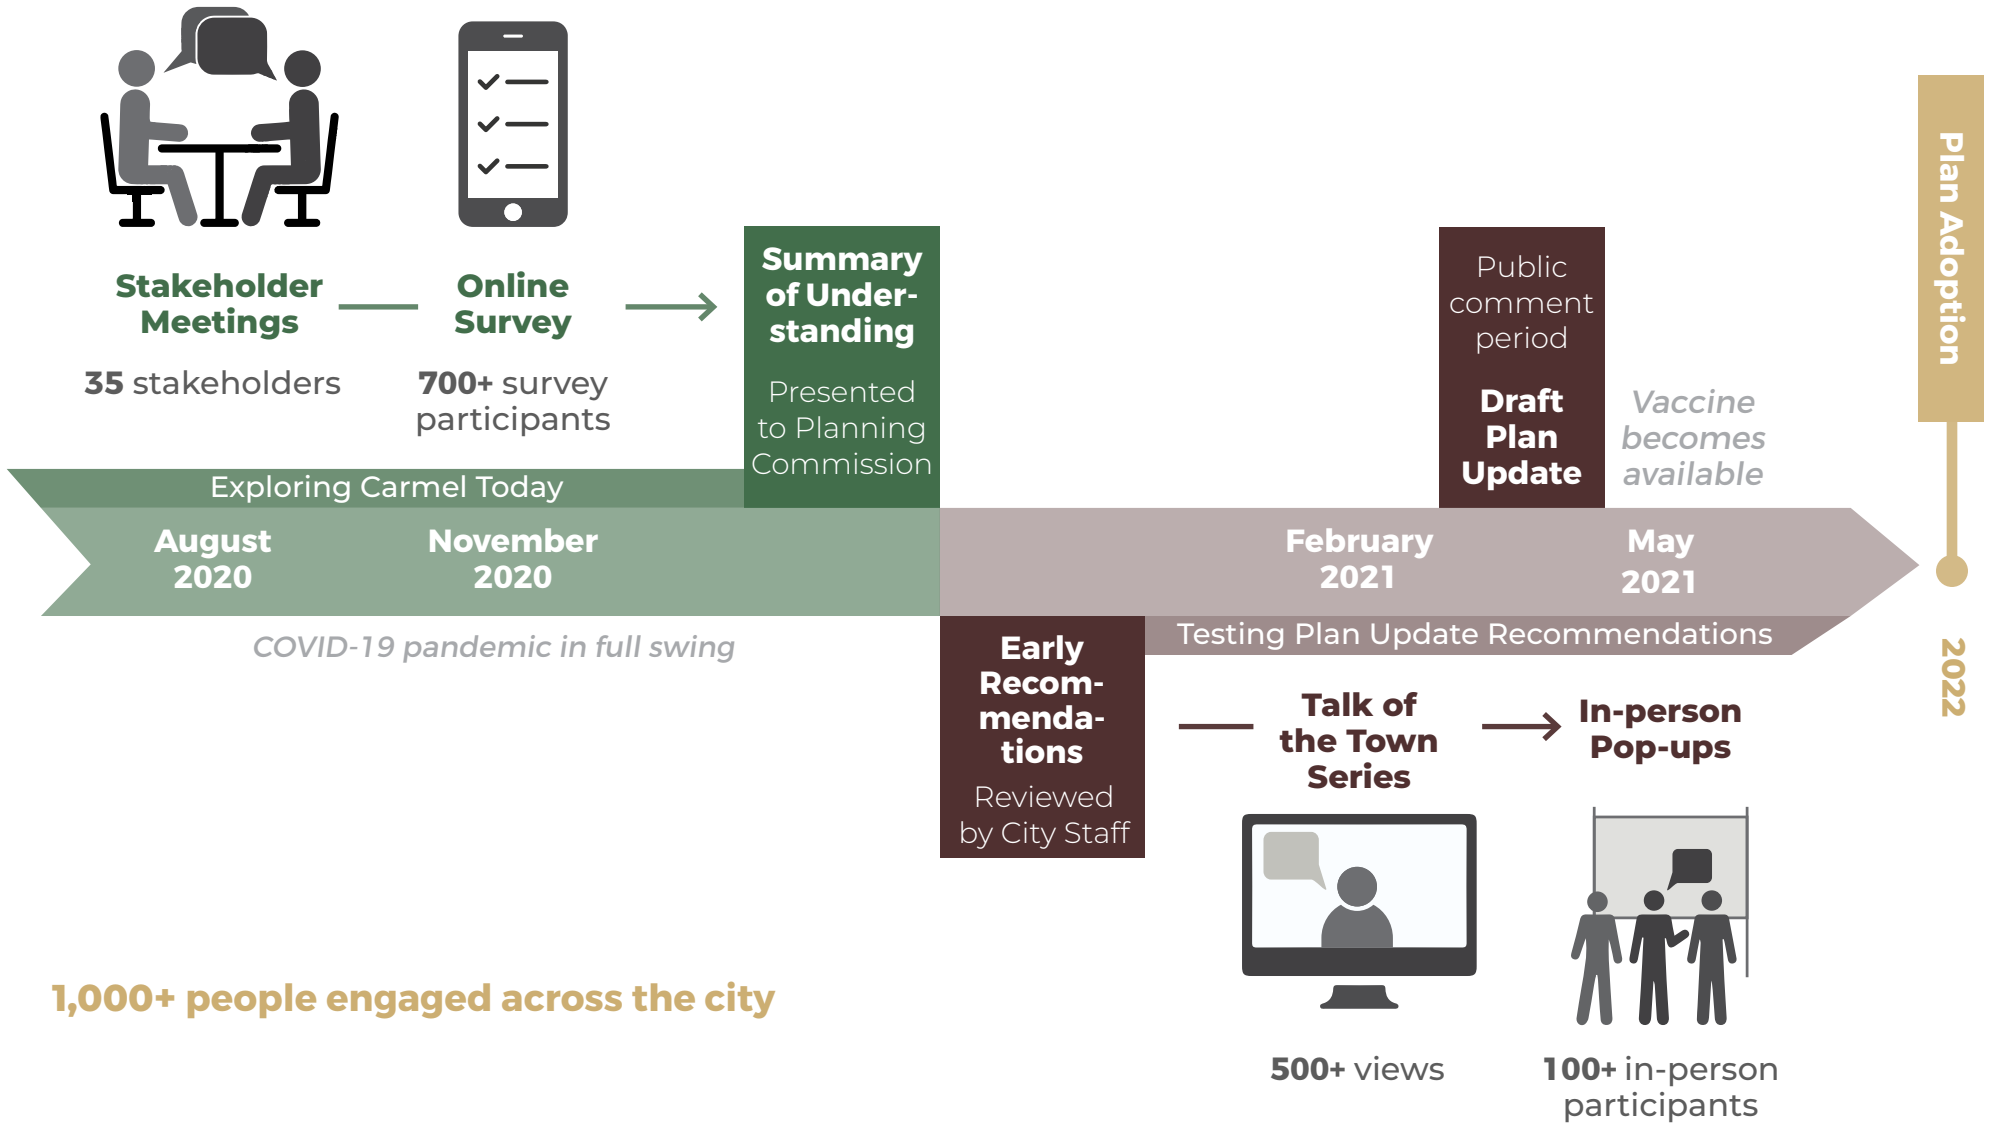 Stakeholder
Meetings
35 stakeholders
Online
Survey
700+ survey
participants
Summary
of Under-
standing
Presented
to Planning
Commission
Public
comment
period
Draft
Plan
Update
Vaccine
becomes
available
Plan Adoption
Exploring Carmel Today
August
2020
November
2020
February
2021
May
2021
2022
COVID-19 pandemic in full swing
Early
Recom-
menda-
tions
Reviewed
by City Staff
Testing Plan Update Recommendations
Talk of
the Town
Series
In-person
Pop-ups
500+ views
100+ in-person
participants
1,000+ people engaged across the city